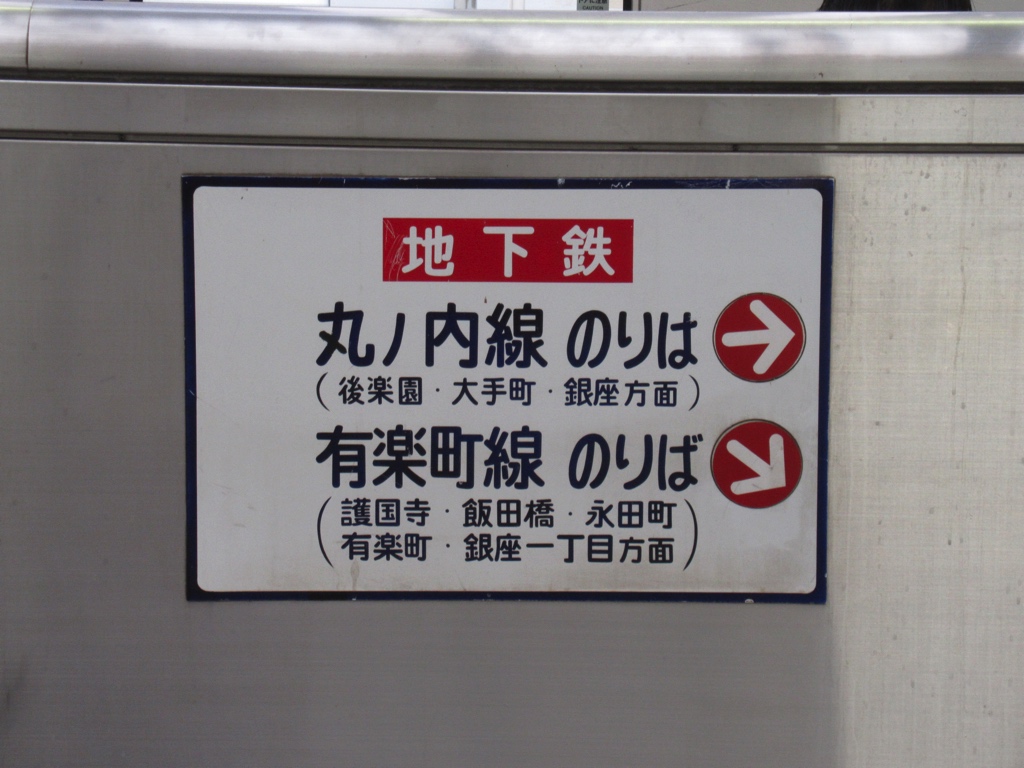 地下鉄
丸ノ内線 のりは
(後楽園・大手町・銀座方面)
有楽町線 のりば
(護国寺・飯田橋・永田町
有楽町・銀座一丁目方面)